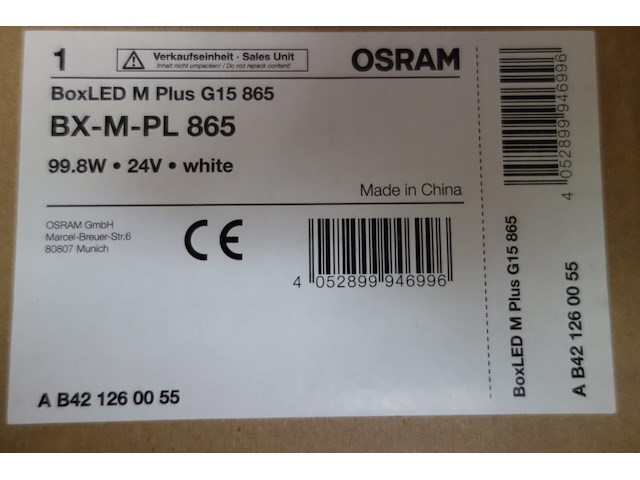 1
Verkaufseinheit - Sales Unit
Inhalt nicht umpacken! / Do not repack content!
OSRAM
BoxLED M Plus G15 865
BX-M-PL 865
99.8W • 24V • white
Made in China
OSRAM GmbH
Marcel-Breuer-Str.6
80807 Munich
CE
4 052899 946996
A B42 126 00 55
4 052899 946996
BoxLED M Plus G15 865
A B42 126 00 55